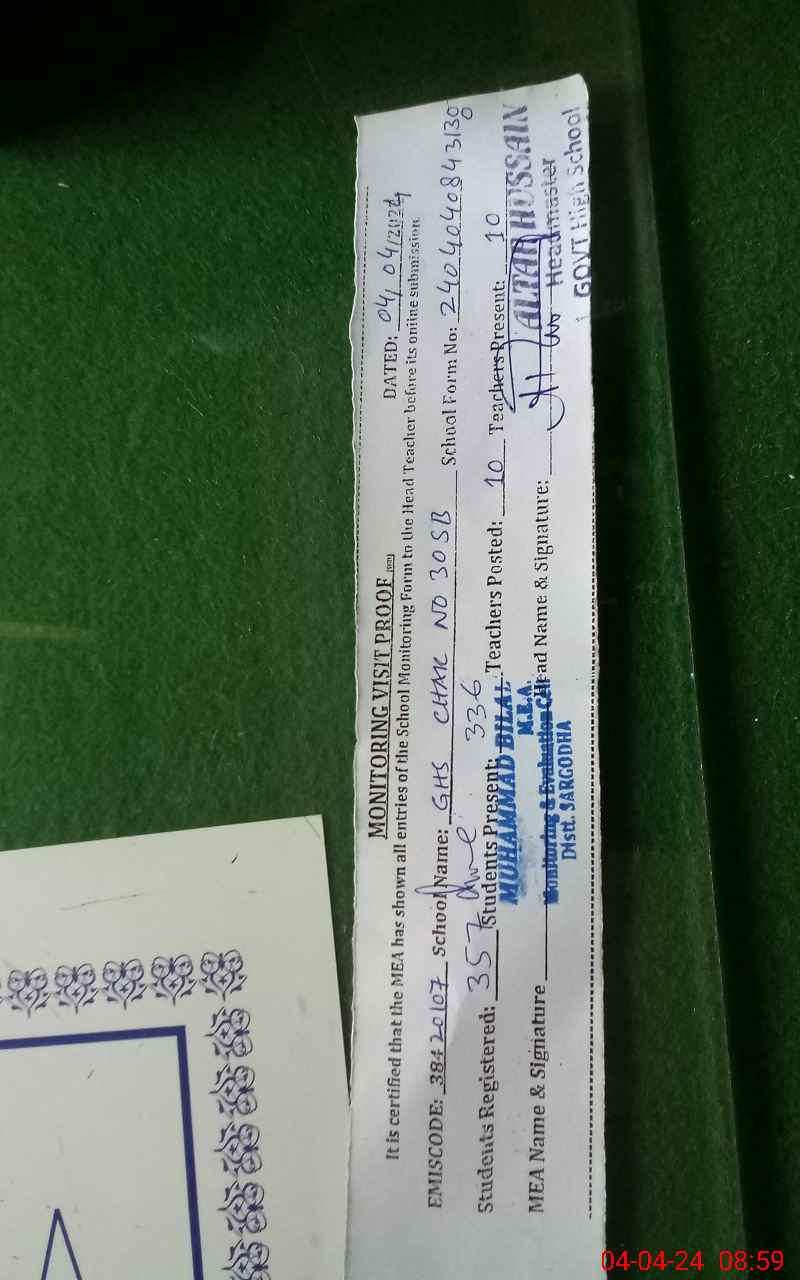 MONITORING VISIT PROOF
DATED: 04/04/2024
It is certified that the MEA has shown all entries of the School Monitoring Form to the Head Teacher before its online submission.
EMISCODE: 38420107 School Name: GHS CHAK NO 30 SB School Form No: 24040408431 30
Students Registered: 357 Students Present: 336 Teachers Posted: 10 Teachers Present: 10
MUHAMMAD BILAL
M.E.A
Monitoring & Evaluation Cell
Distt. SARGODHA
MEA Name & Signature Head Name & Signature:
ALTAF HUSSAIN
Headmaster
GOVT High School
04-04-24 08:59